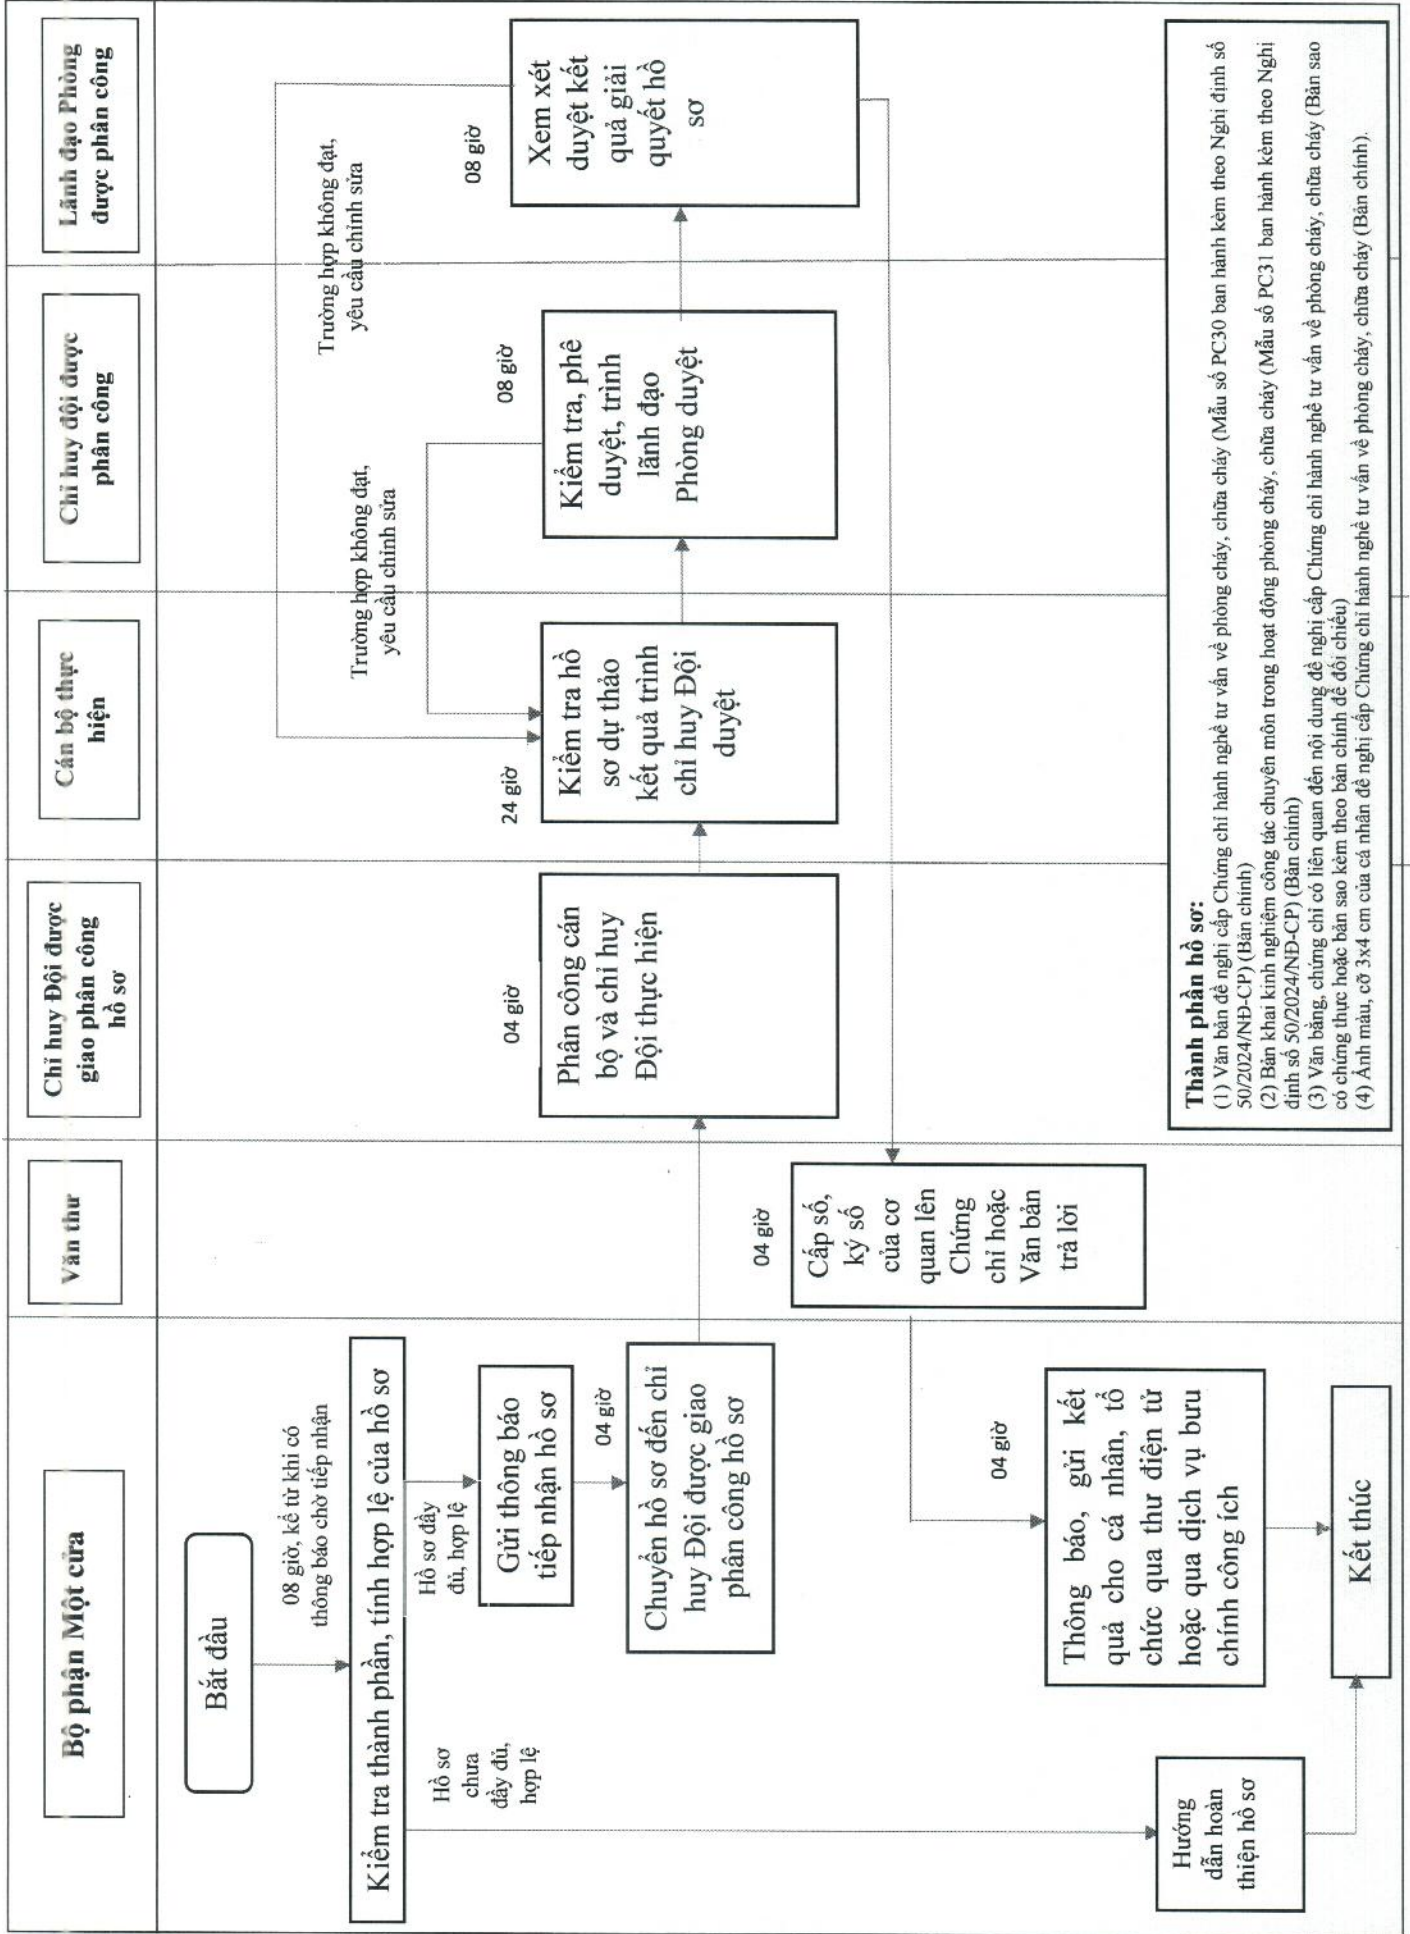 Bộ phận Một cửa
Văn thư
Chỉ huy Đội được
giao phân công
hồ sơ
Cán bộ thực
hiện
Chỉ huy đội được
phân công
Lãnh đạo Phòng
được phân công
Bắt đầu
08 giờ, kể từ khi có
thông báo chờ tiếp nhận
Kiểm tra thành phần, tính hợp lệ của hồ sơ
Hồ sơ
chưa
đầy đủ,
hợp lệ
Hồ sơ đầy
đủ, hợp lệ
Gửi thông báo
tiếp nhận hồ sơ
04 giờ
Chuyển hồ sơ đến chỉ
huy Đội được giao
phân công hồ sơ
04 giờ
Phân công cán
bộ và chỉ huy
Đội thực hiện
24 giờ
Kiểm tra hồ
sơ dự thảo
kết quả trình
chỉ huy Đội
duyệt
Trường hợp không đạt,
yêu cầu chỉnh sửa
08 giờ
Kiểm tra, phê
duyệt, trình
lãnh đạo
Phòng duyệt
Trường hợp không đạt,
yêu cầu chỉnh sửa
08 giờ
Xem xét
duyệt kết
quả giải
quyết hồ
sơ
04 giờ
Cấp số,
ký số
của cơ
quan lên
Chứng
chỉ hoặc
Văn bản
trả lời
04 giờ
Thông báo, gửi kết
quả cho cá nhân, tổ
chức qua thư điện tử
hoặc qua dịch vụ bưu
chính công ích
Hướng
dẫn hoàn
thiện hồ sơ
Kết thúc
Thành phần hồ sơ:
(1) Văn bản đề nghị cấp Chứng chỉ hành nghề tư vấn về phòng cháy, chữa cháy (Mẫu số PC30 ban hành kèm theo Nghị định số
50/2024/NĐ-CP) (Bản chính)
(2) Bản khai kinh nghiệm công tác chuyên môn trong hoạt động phòng cháy, chữa cháy (Mẫu số PC31 ban hành kèm theo Nghị
định số 50/2024/NĐ-CP) (Bản chính)
(3) Văn bằng, chứng chỉ có liên quan đến nội dung đề nghị cấp Chứng chỉ hành nghề tư vấn về phòng cháy, chữa cháy (Bản sao
có chứng thực hoặc bản sao kèm theo bản chính để đối chiếu)
(4) Ảnh màu, cỡ 3x4 cm của cá nhân đề nghị cấp Chứng chỉ hành nghề tư vấn về phòng cháy, chữa cháy (Bản chính).